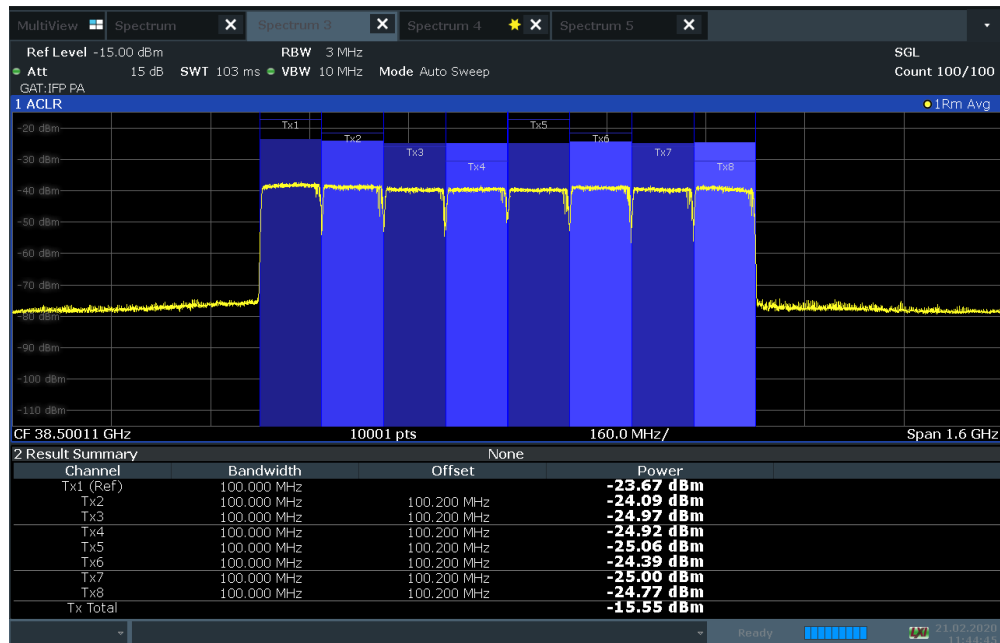 MultiView Spectrum X Spectrum 3 X Spectrum 4 X Spectrum 5 X
Ref Level -15.00 dBm RBW 3 MHz SGL
Att 15 dB SWT 103 ms VBW 10 MHz Mode Auto Sweep Count 100/100
GAT:IFP PA
1 ACLR 1Rm Avg
Tx1 Tx2 Tx3 Tx4 Tx5 Tx6 Tx7 Tx8
-20 dBm
-30 dBm
-40 dBm
-50 dBm
-60 dBm
-70 dBm
-80 dBm
-90 dBm
-100 dBm
-110 dBm
CF 38.50011 GHz 10001 pts 160.0 MHz/ Span 1.6 GHz
2 Result Summary None
Channel Bandwidth Offset Power
Tx1 (Ref) 100.000 MHz -23.67 dBm
Tx2 100.000 MHz 100.200 MHz -24.09 dBm
Tx3 100.000 MHz 100.200 MHz -24.97 dBm
Tx4 100.000 MHz 100.200 MHz -24.92 dBm
Tx5 100.000 MHz 100.200 MHz -25.06 dBm
Tx6 100.000 MHz 100.200 MHz -24.39 dBm
Tx7 100.000 MHz 100.200 MHz -25.00 dBm
Tx8 100.000 MHz 100.200 MHz -24.77 dBm
Tx Total -15.55 dBm
Ready LXI 21.02.2020
11:44:45